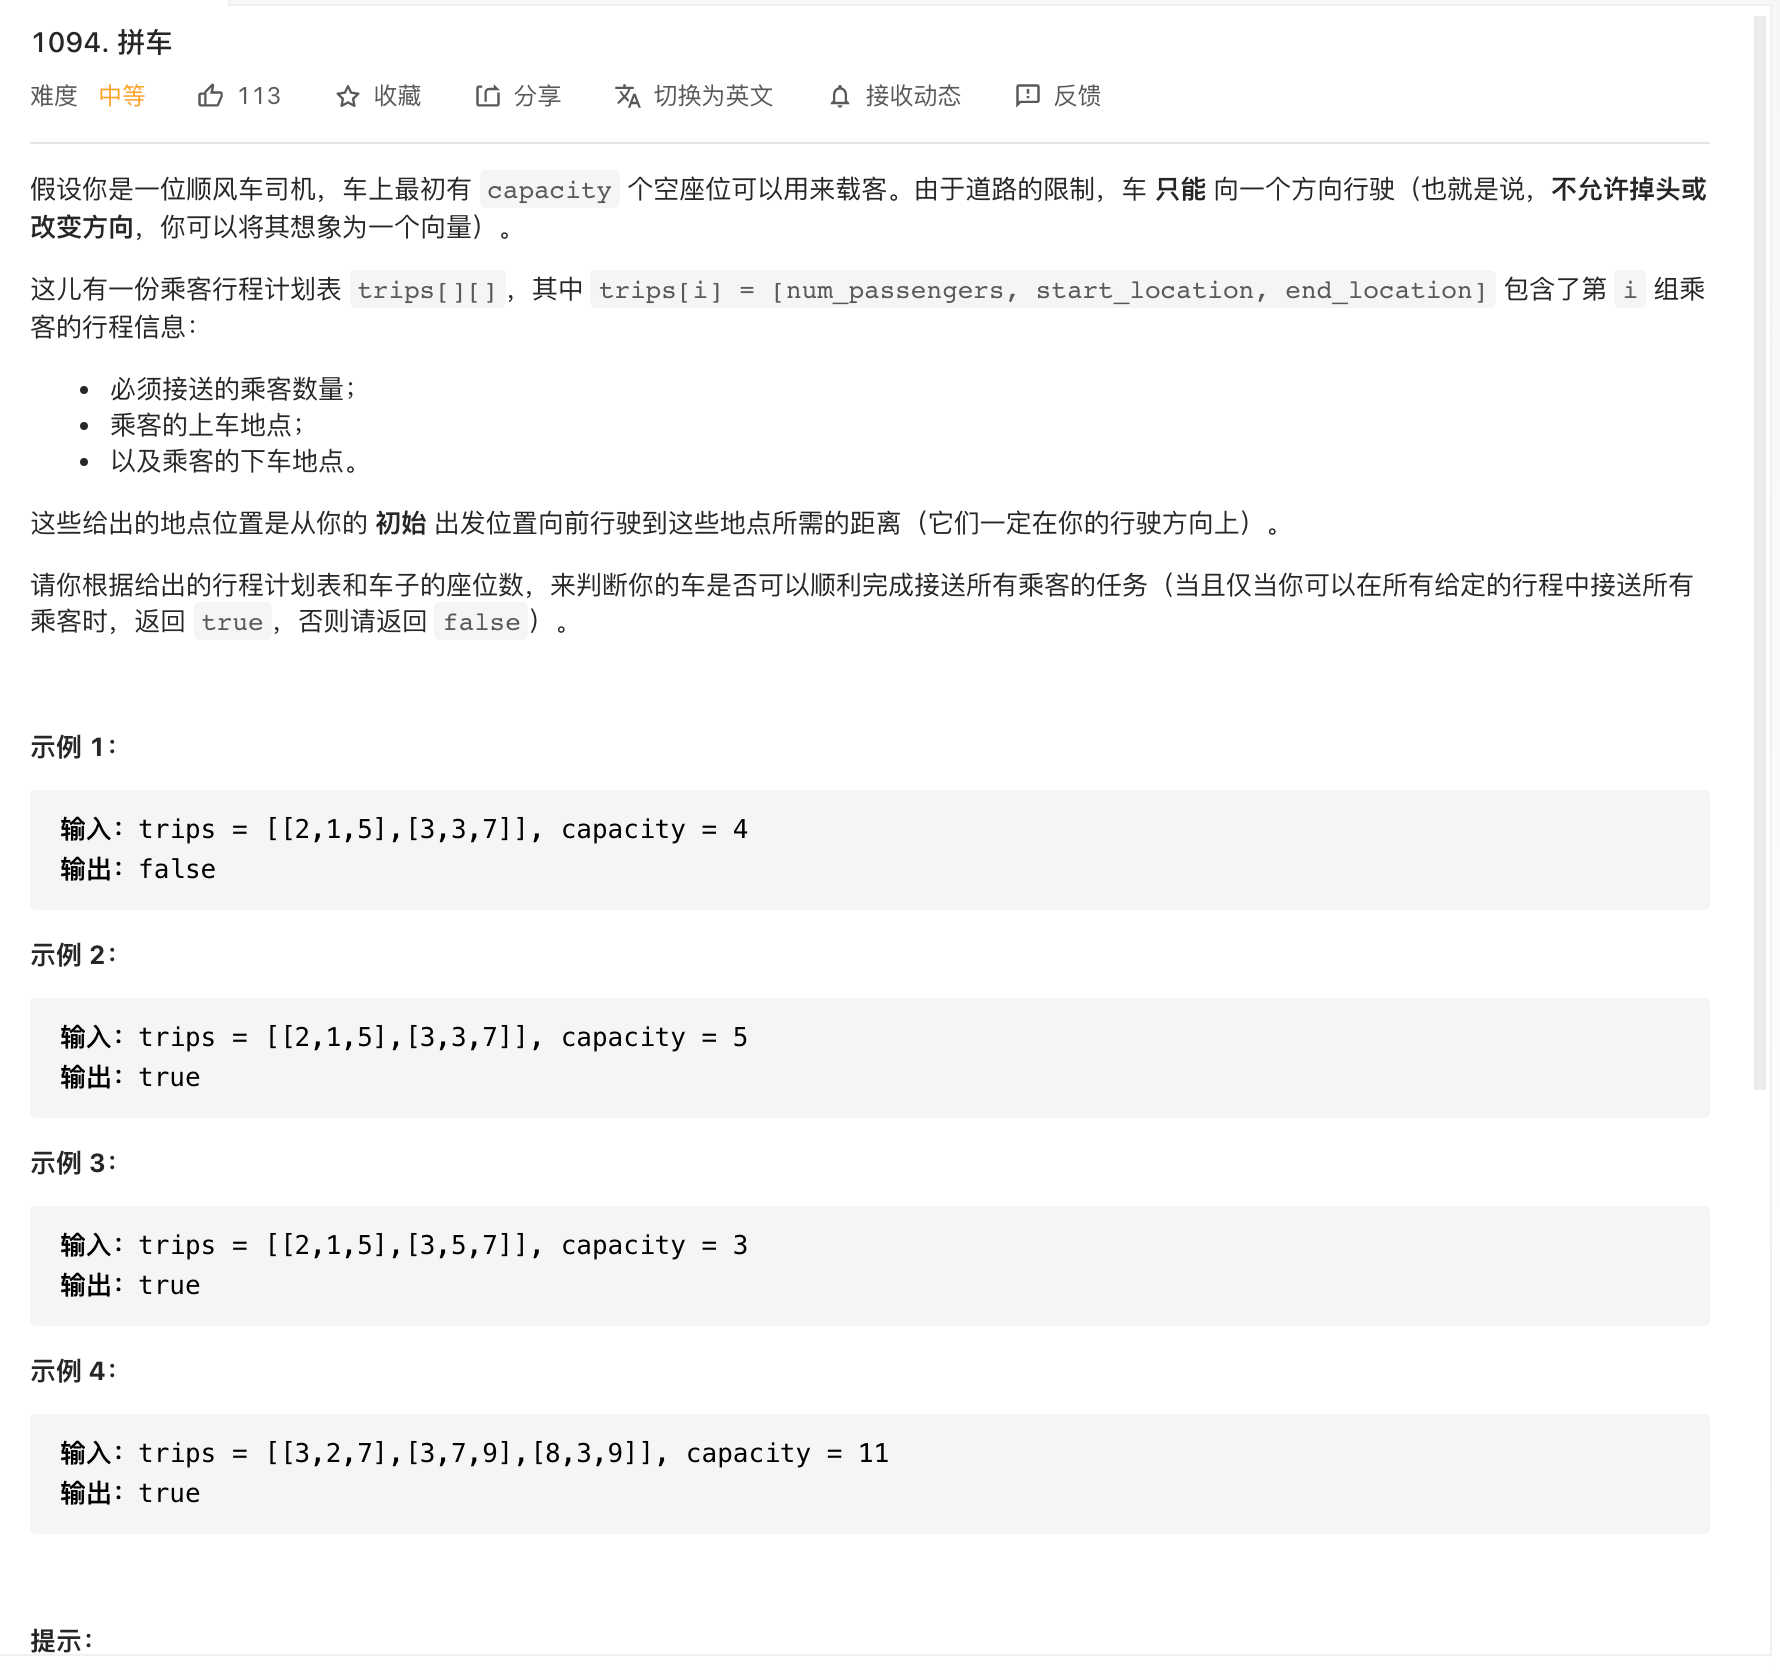 1094. 拼车
难度 中等 113 收藏 分享 切换为英文 接收动态 反馈
假设你是一位顺风车司机，车上最初有 capacity 个空座位可以用来载客。由于道路的限制，车 只能 向一个方向行驶（也就是说，不允许掉头或
改变方向，你可以将其想象为一个向量）。
这儿有一份乘客行程计划表 trips[][]，其中 trips[i] = [num_passengers, start_location, end_location] 包含了第 i 组乘
客的行程信息：
• 必须接送的乘客数量；
• 乘客的上车地点；
• 以及乘客的下车地点。
这些给出的地点位置是从你的 初始 出发位置向前行驶到这些地点所需的距离（它们一定在你的行驶方向上）。
请你根据给出的行程计划表和车子的座位数，来判断你的车是否可以顺利完成接送所有乘客的任务（当且仅当你可以在所有给定的行程中接送所有
乘客时，返回 true，否则请返回 false）。
示例 1：
输入：trips = [[2,1,5],[3,3,7]], capacity = 4
输出：false
示例 2：
输入：trips = [[2,1,5],[3,3,7]], capacity = 5
输出：true
示例 3：
输入：trips = [[2,1,5],[3,5,7]], capacity = 3
输出：true
示例 4：
输入：trips = [[3,2,7],[3,7,9],[8,3,9]], capacity = 11
输出：true
提示：